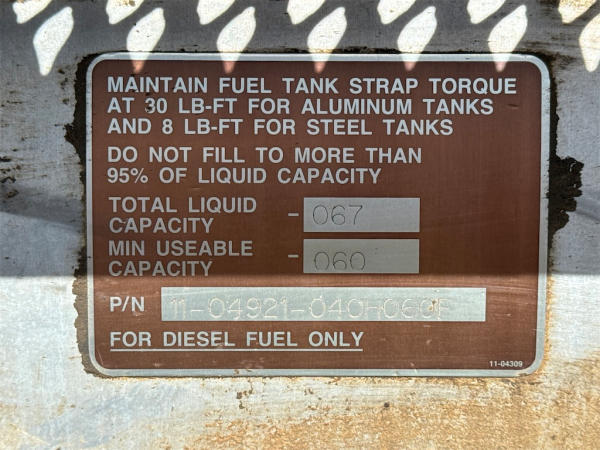 MAINTAIN FUEL TANK STRAP TORQUE
AT 30 LB-FT FOR ALUMINUM TANKS
AND 8 LB-FT FOR STEEL TANKS
DO NOT FILL TO MORE THAN
95% OF LIQUID CAPACITY
TOTAL LIQUID CAPACITY - 067
MIN USEABLE CAPACITY - 060
P/N
FOR DIESEL FUEL ONLY
11-04309